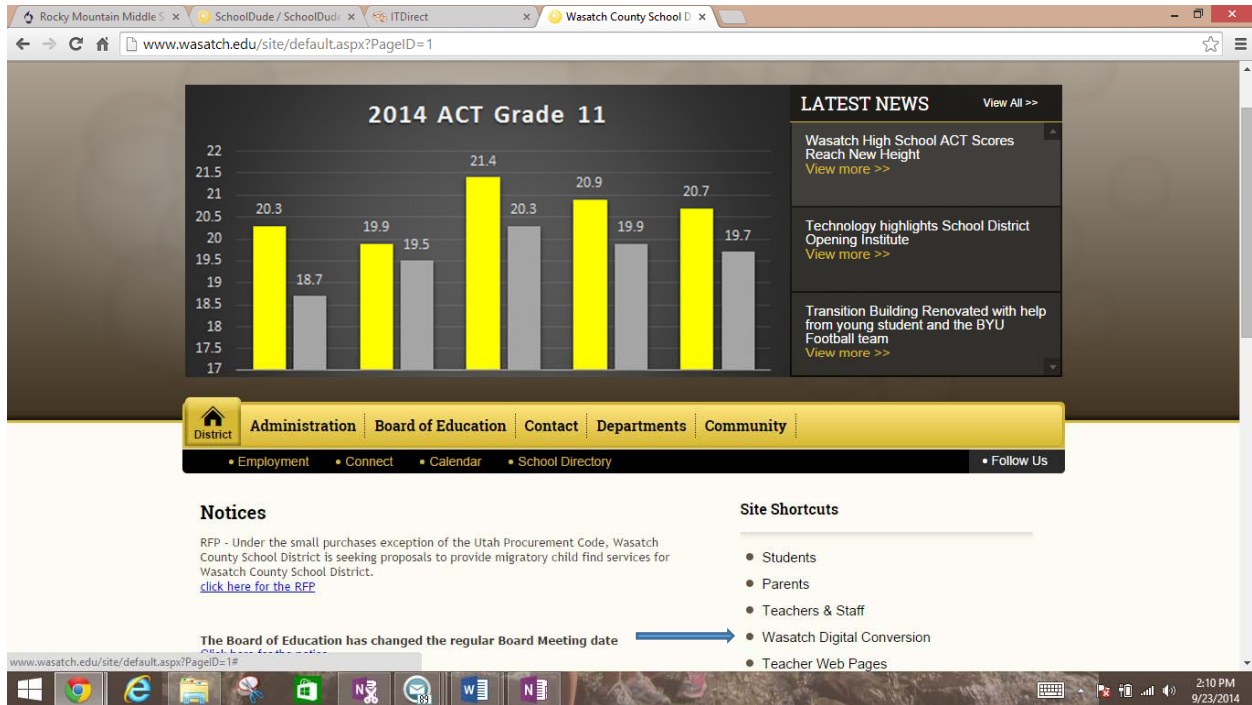 Rocky Mountain Middle S
SchoolDude / SchoolDude
ITDirect
Wasatch County School D
www.wasatch.edu/site/default.aspx?PageID=1
2014 ACT Grade 11
22
21.5
21
20.5
20
19.5
19
18.5
18
17.5
17
20.3
18.7
19.9
19.5
21.4
20.3
20.9
19.9
20.7
19.7
LATEST NEWS View All >>
Wasatch High School ACT Scores
Reach New Height
View more >>
Technology highlights School District
Opening Institute
View more >>
Transition Building Renovated with help
from young student and the BYU
Football team
View more >>
District Administration Board of Education Contact Departments Community
• Employment • Connect • Calendar • School Directory • Follow Us
Notices
RFP - Under the small purchases exception of the Utah Procurement Code, Wasatch
County School District is seeking proposals to provide migratory child find services for
Wasatch County School District.
click here for the RFP
The Board of Education has changed the regular Board Meeting date
Click here for the notice
Site Shortcuts
• Students
• Parents
• Teachers & Staff
• Wasatch Digital Conversion
• Teacher Web Pages
www.wasatch.edu/site/default.aspx?PageID=1#
2:10 PM
9/23/2014